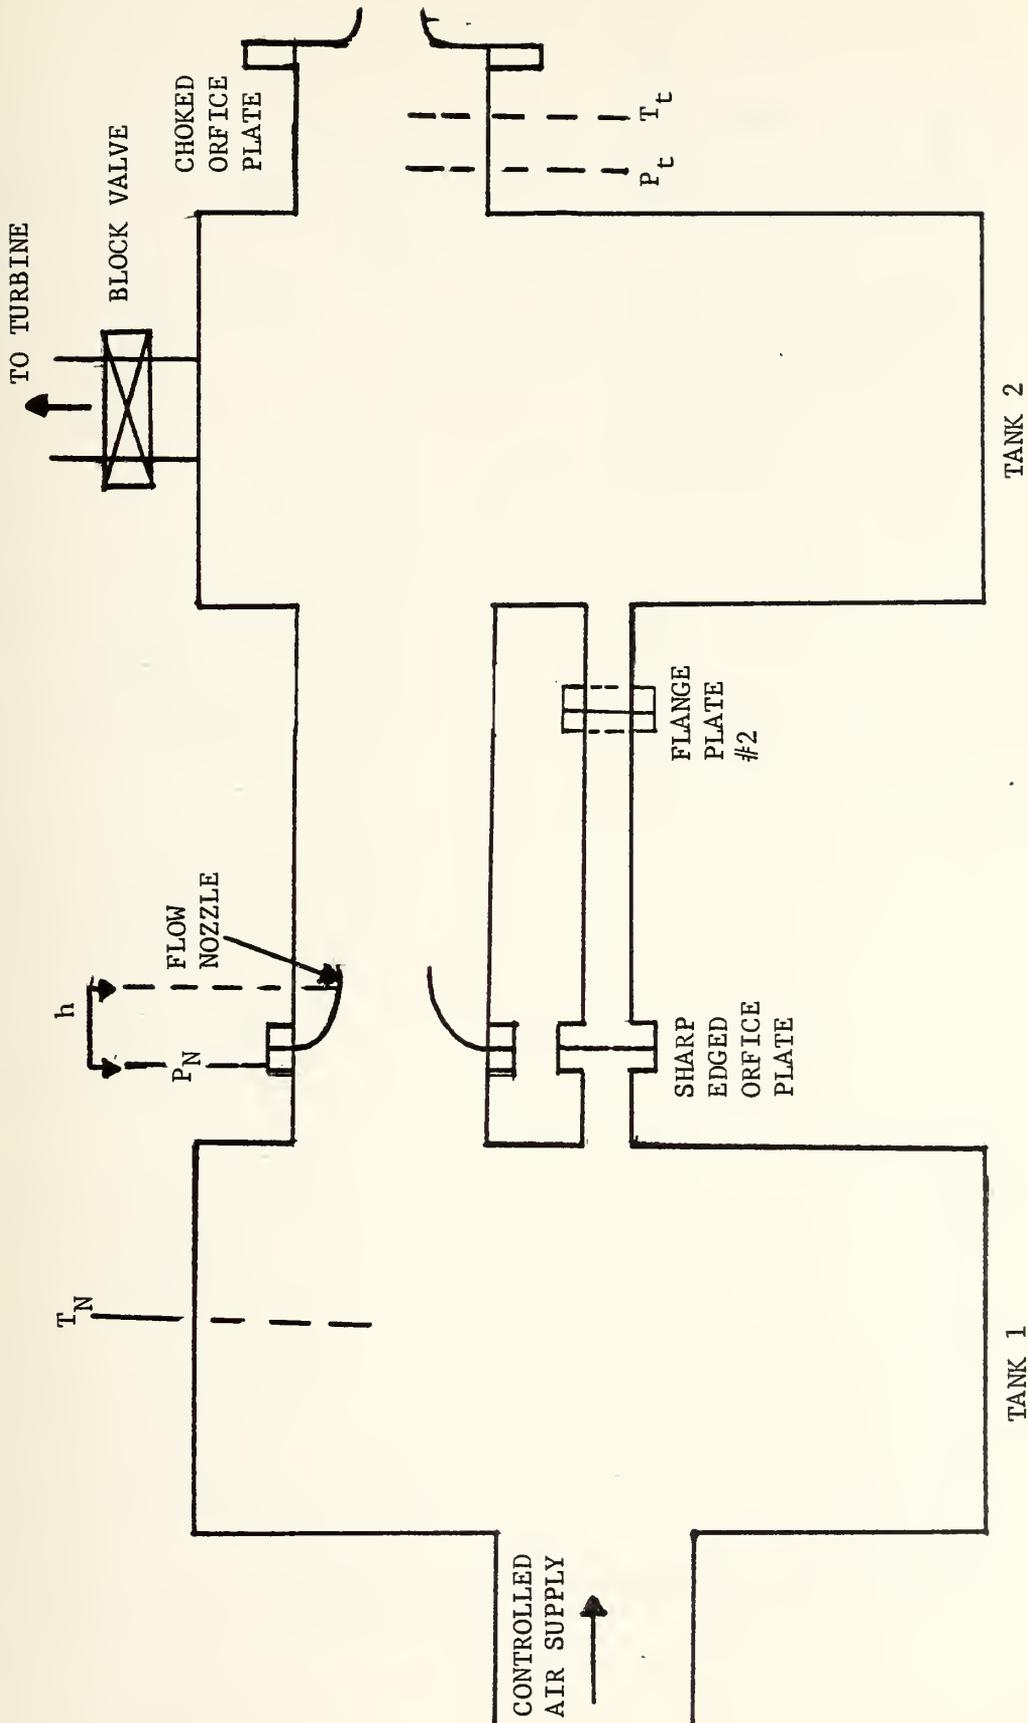 TO TURBINE
BLOCK VALVE
CHOKED
ORFICE
PLATE
P_t
T_t
h
P_N
FLOW
NOZZLE
T_N
FLANGE
PLATE
#2
SHARP
EDGED
ORFICE
PLATE
CONTROLLED
AIR SUPPLY
TANK 1
TANK 2